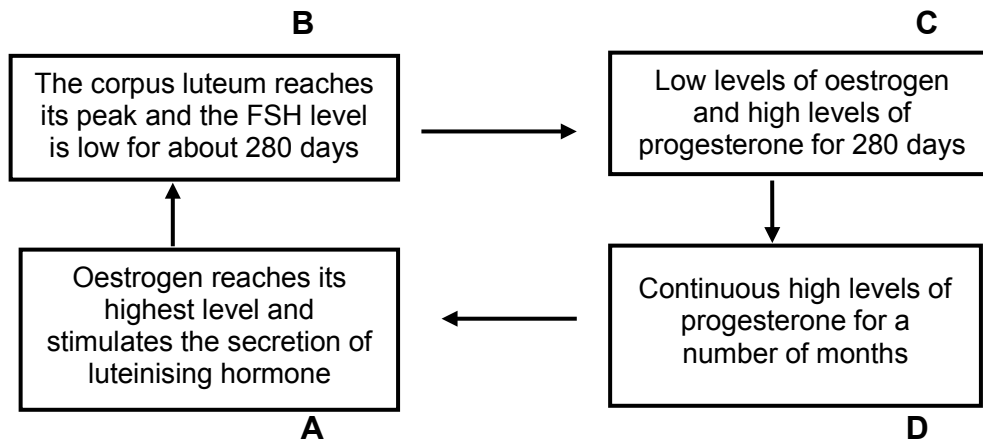 B
C
The corpus luteum reaches
its peak and the FSH level
is low for about 280 days
Low levels of oestrogen
and high levels of
progesterone for 280 days
Oestrogen reaches its
highest level and
stimulates the secretion of
luteinising hormone
Continuous high levels of
progesterone for a
number of months
A
D